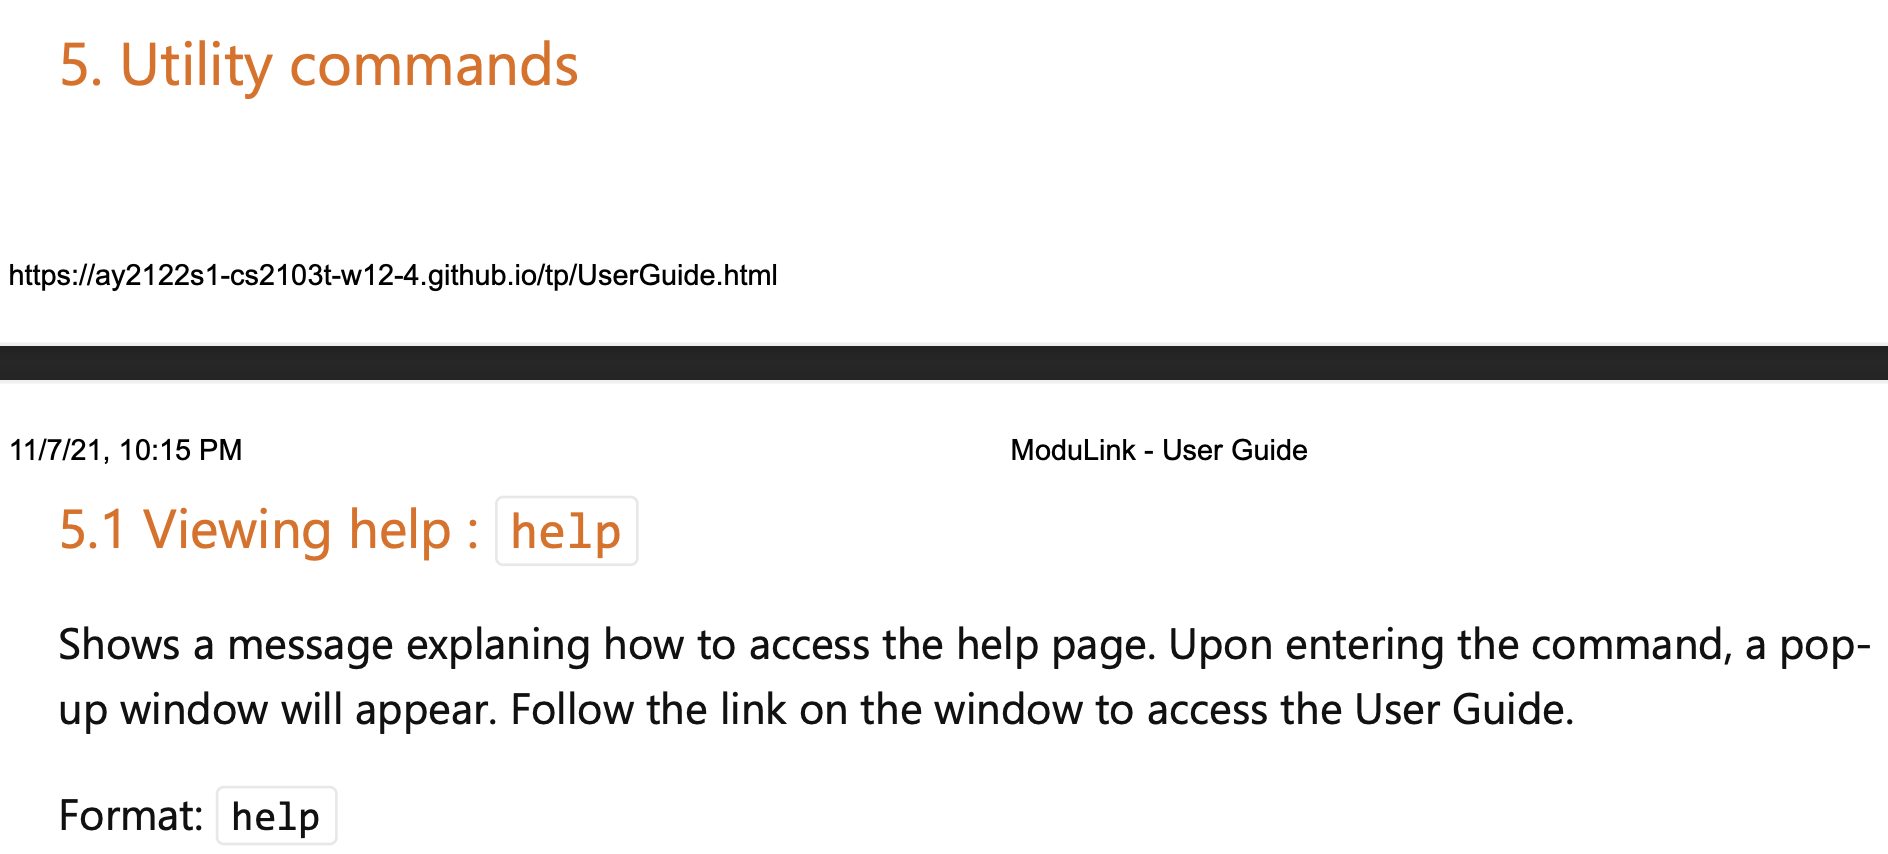 5. Utility commands
https://ay2122s1-cs2103t-w12-4.github.io/tp/UserGuide.html
11/7/21, 10:15 PM ModuLink - User Guide
5.1 Viewing help : help
Shows a message explaning how to access the help page. Upon entering the command, a pop-
up window will appear. Follow the link on the window to access the User Guide.
Format: help